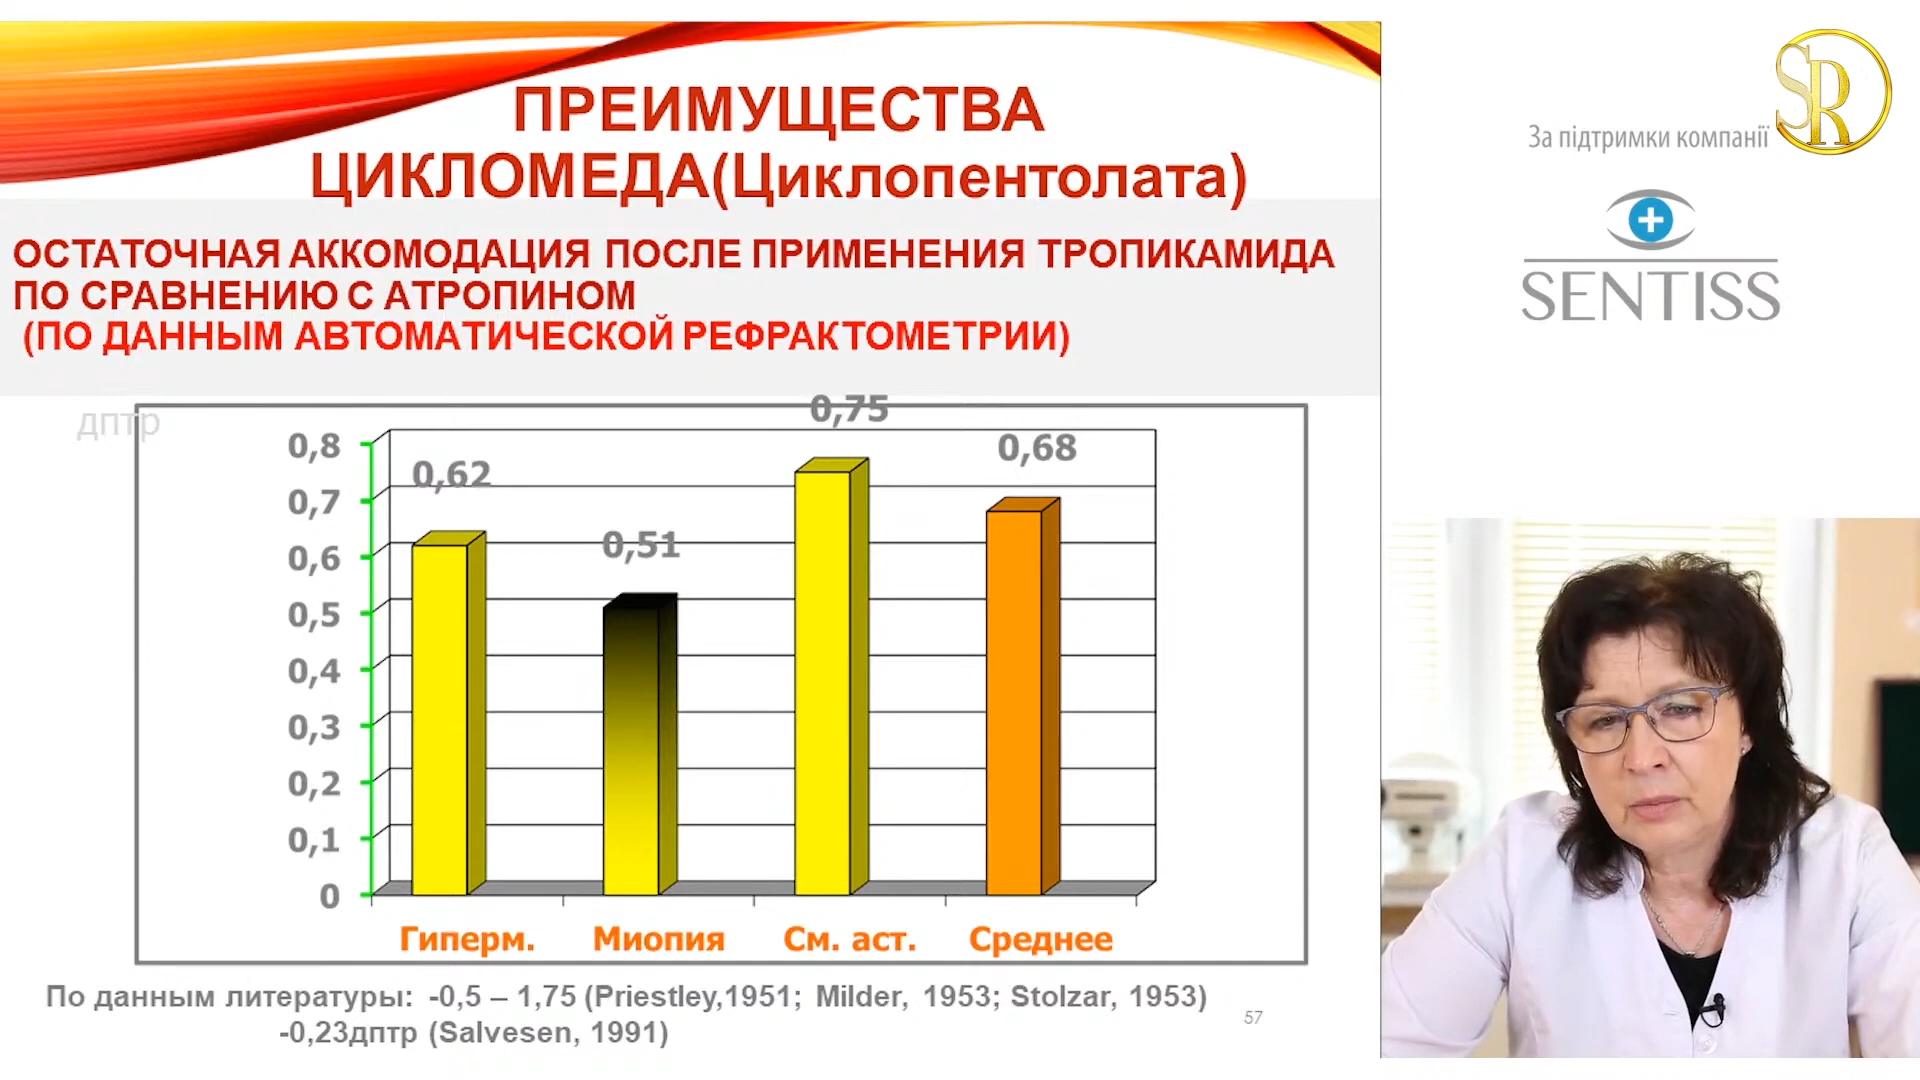 ПРЕИМУЩЕСТВА
ЦИКЛОМЕДА(Циклопентолата)
ОСТАТОЧНАЯ АККОМОДАЦИЯ ПОСЛЕ ПРИМЕНЕНИЯ ТРОПИКАМИДА
ПО СРАВНЕНИЮ С АТРОПИНОМ
(ПО ДАННЫМ АВТОМАТИЧЕСКОЙ РЕФРАКТОМЕТРИИ)
дптр
0,8
0,7
0,6
0,5
0,4
0,3
0,2
0,1
0
0,62
0,51
0,75
0,68
Гиперм.
Миопия
См. аст.
Среднее
По данным литературы: -0,5 – 1,75 (Priestley,1951; Milder, 1953; Stolzar, 1953)
-0,23дптр (Salvesen, 1991)
57
За підтримки компанії
SR
SENTISS